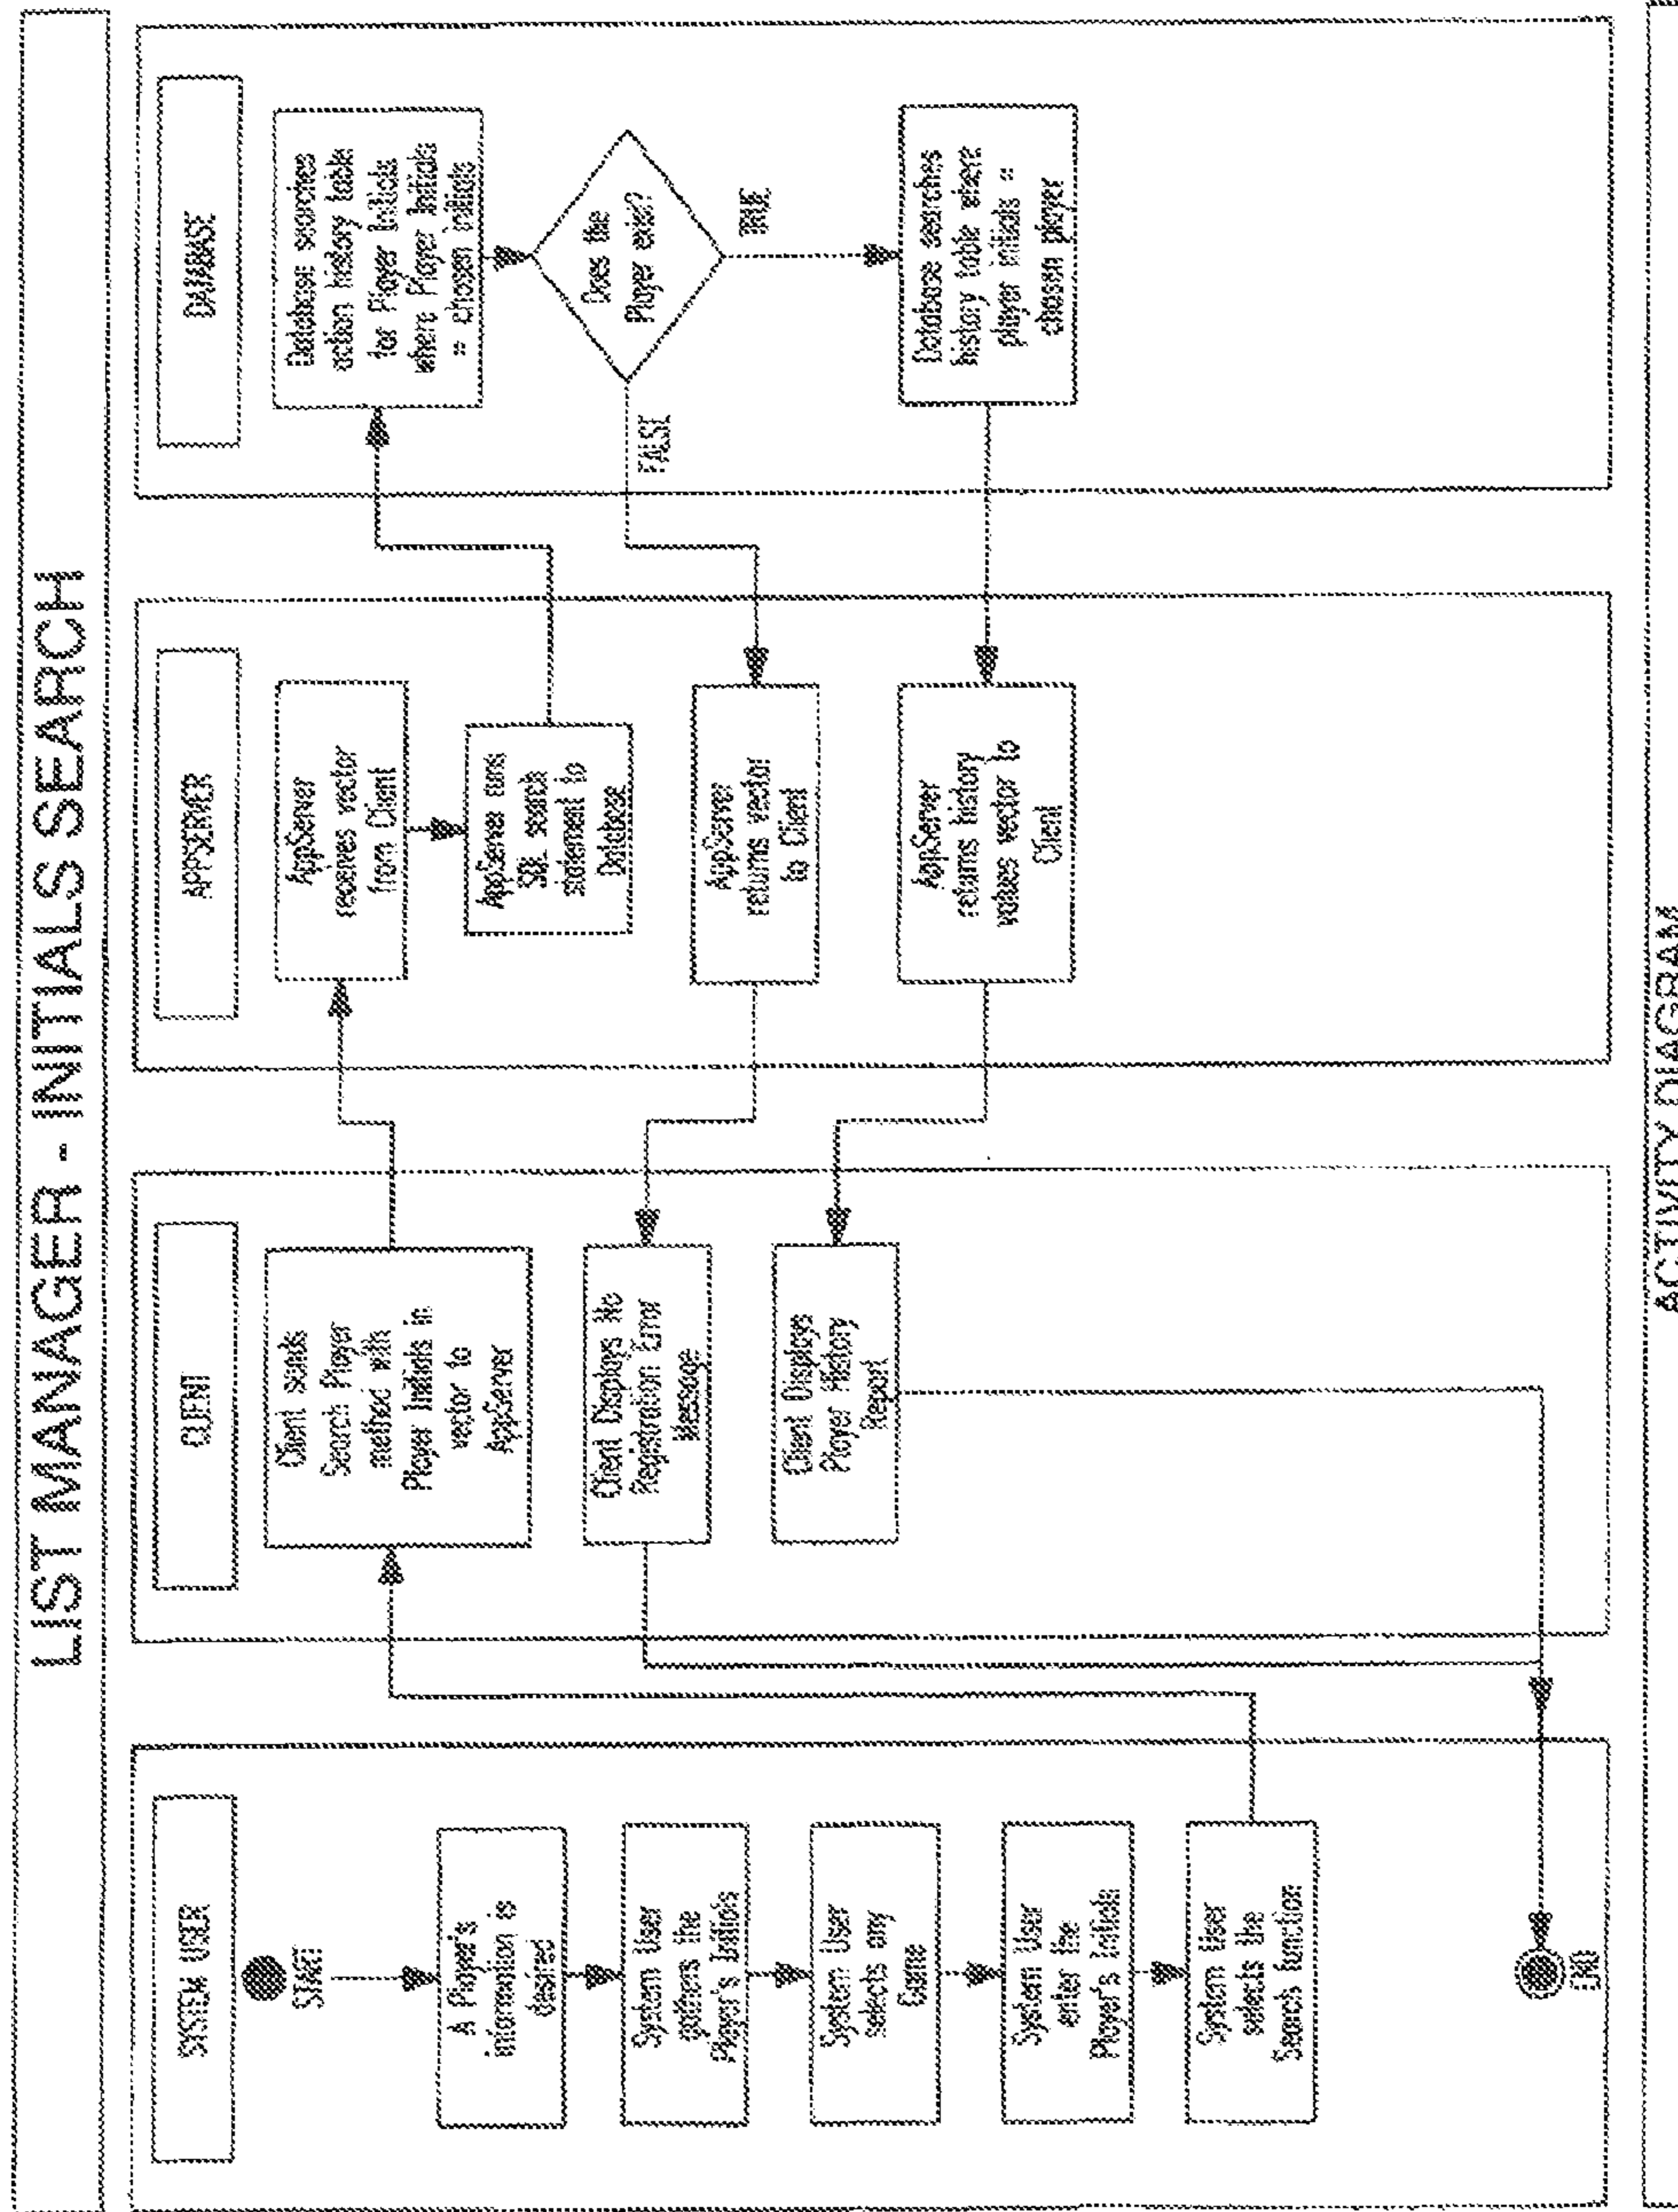 LIST MANAGER - INITIALS SEARCH
SYSTEM USER
START
A Player's
information is
desired
System User
gathers the
Player's Initials
System User
selects any
Game
System User
enter the
Player's Initials
System User
selects the
Search function
END
CLIENT
Client sends
Search Player
method with
Player Initials in
vector to
AppServer
Client Displays No
Registration Error
Message
Client Displays
Player History
Report
APPSERVER
AppServer
receives vector
from Client
AppServer runs
SQL search
statement to
Database
AppServer
returns vector
to Client
AppServer
returns history
values vector to
Client
DATABASE
Database searches
action history table
for Player Initials
where Player Initials
= chosen initials
Does the
Player exist?
FALSE
TRUE
Database searches
history table where
player initials =
chosen player
ACTIVITY DIAGRAM